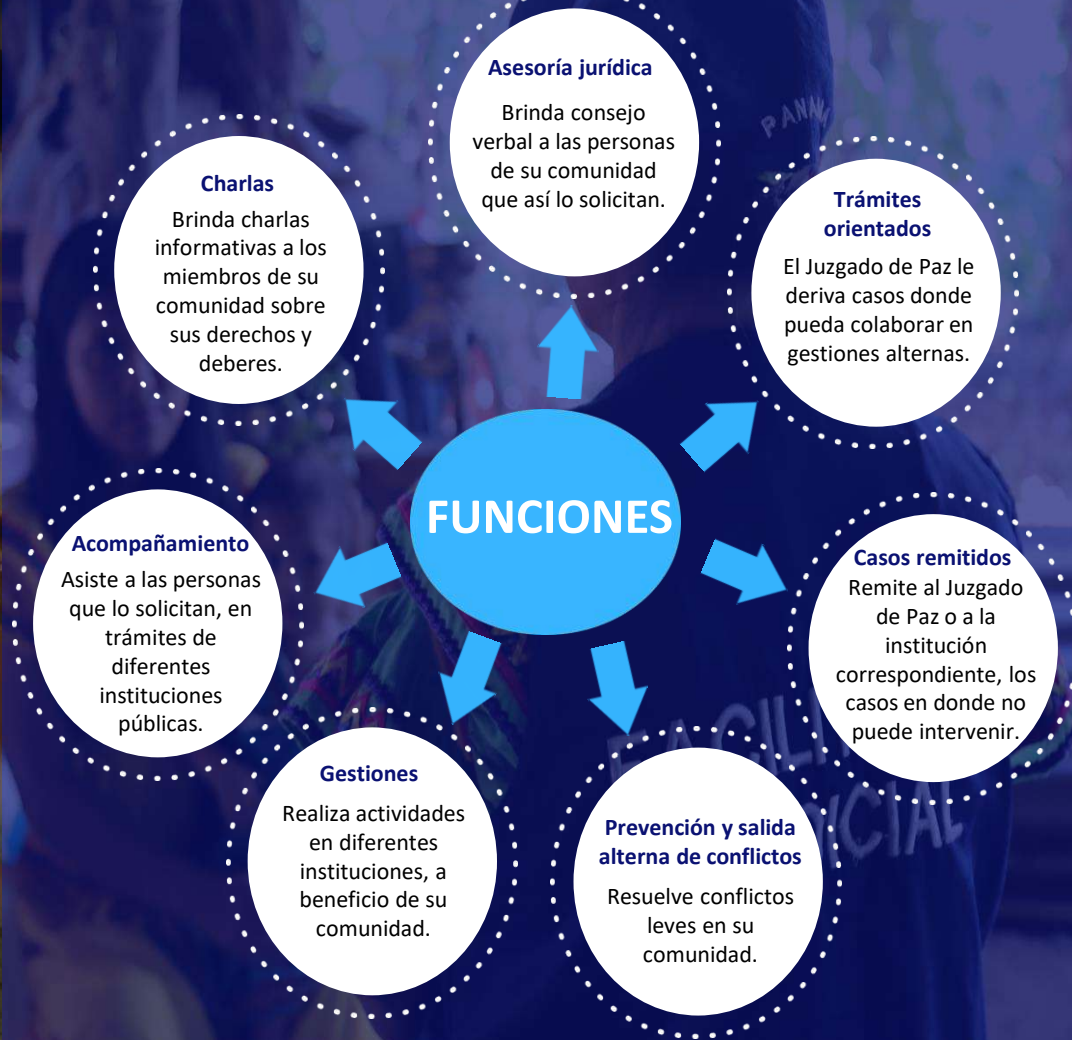 Asesoría jurídica
Brinda consejo
verbal a las personas
de su comunidad
que así lo solicitan.
PANAMA
Charlas
Brinda charlas
informativas a los
miembros de su
comunidad sobre
sus derechos y
deberes.
Trámites
orientados
El Juzgado de Paz le
deriva casos donde
pueda colaborar en
gestiones alternas.
FUNCIONES
Acompañamiento
Asiste a las personas
que lo solicitan, en
trámites de
diferentes
instituciones
públicas.
Casos remitidos
Remite al Juzgado
de Paz o a la
institución
correspondiente, los
casos en donde no
puede intervenir.
Gestiones
Realiza actividades
en diferentes
instituciones, a
beneficio de su
comunidad.
Prevención y salida
alterna de conflictos
Resuelve conflictos
leves en su
comunidad.